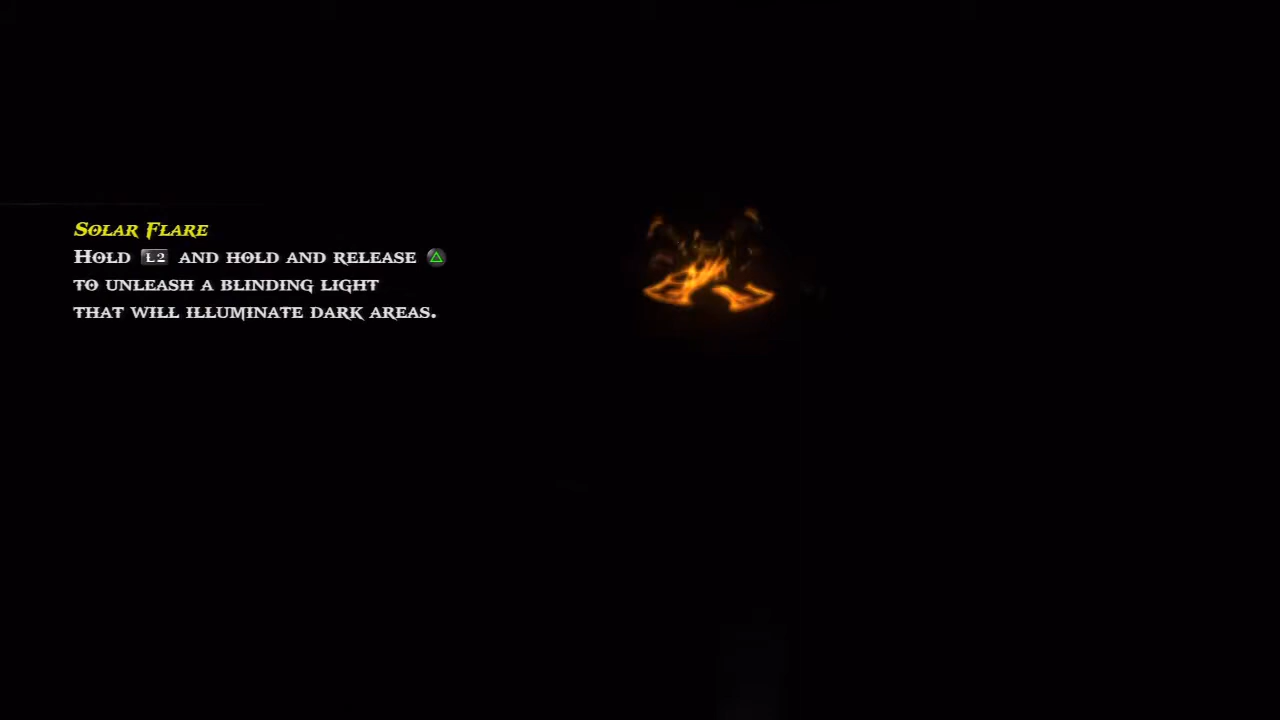 Solar Flare
Hold L2 and hold and release △
to unleash a blinding light
that will illuminate dark areas.